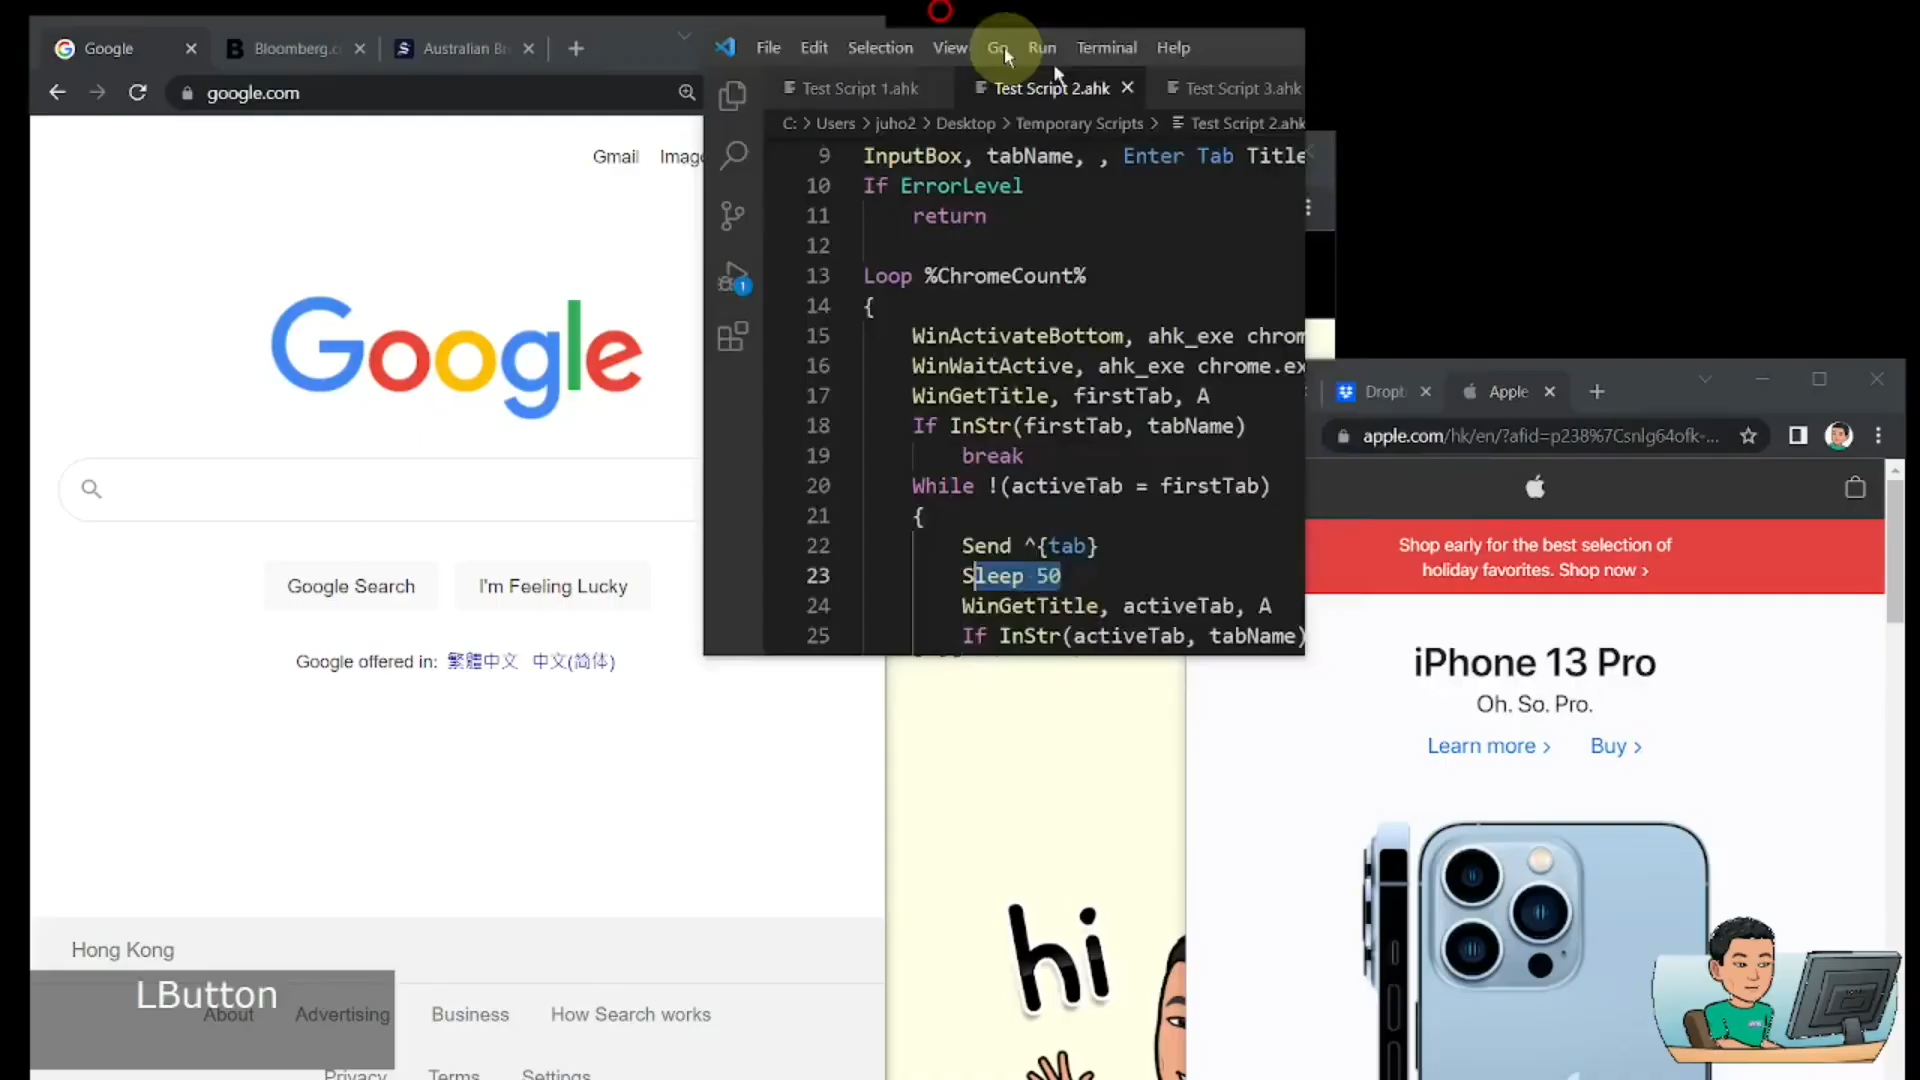 Google
Bloomberg.c
Australian Br
google.com
Gmail
Imag
Google
Google Search
I'm Feeling Lucky
Google offered in: 繁體中文 中文(简体)
Hong Kong
LButton
About
Advertising
Business
How Search works
Privacy
Terms
Settings
File
Edit
Selection
View
Go
Run
Terminal
Help
Test Script 1.ahk
Test Script 2.ahk
Test Script 3.ahk
C: > Users > juho2 > Desktop > Temporary Scripts > Test Script 2.ahk
9 InputBox, tabName, , Enter Tab Title
10 If ErrorLevel
11 return
12
13 Loop %ChromeCount%
14 {
15 WinActivateBottom, ahk_exe chrom
16 WinWaitActive, ahk_exe chrome.ex
17 WinGetTitle, firstTab, A
18 If InStr(firstTab, tabName)
19 break
20 While !(activeTab = firstTab)
21 {
22 Send ^{tab}
23 Sleep 50
24 WinGetTitle, activeTab, A
25 If InStr(activeTab, tabName)
1
hi
Dropb
Apple
apple.com/hk/en/?afid=p238%7Csnlg64ofk-...
Shop early for the best selection of
holiday favorites. Shop now >
iPhone 13 Pro
Oh. So. Pro.
Learn more >
Buy >